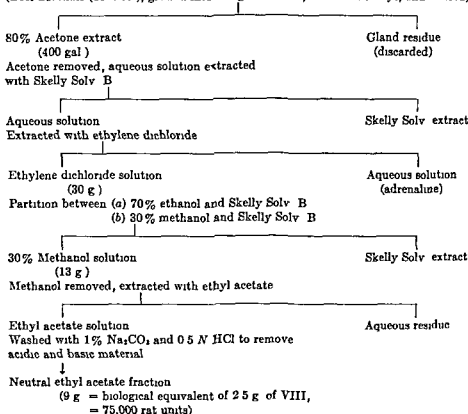 80% Acetone extract Gland residue
(400 gal) (discarded)
Acetone removed, aqueous solution extracted
with Skelly Solv B
Aqueous solution Skelly Solv extract
Extracted with ethylene dichloride
Ethylene dichloride solution Aqueous solution
(30 g) (adrenaline)
Partition between (a) 70% ethanol and Skelly Solv B
(b) 30% methanol and Skelly Solv B
30% Methanol solution Skelly Solv extract
(13 g)
Methanol removed, extracted with ethyl acetate
Ethyl acetate solution Aqueous residue
Washed with 1% Na₂CO₃ and 0 5 N HCl to remove
acidic and basic material
↓
Neutral ethyl acetate fraction
(9 g = biological equivalent of 2 5 g of VIII,
= 75,000 rat units)